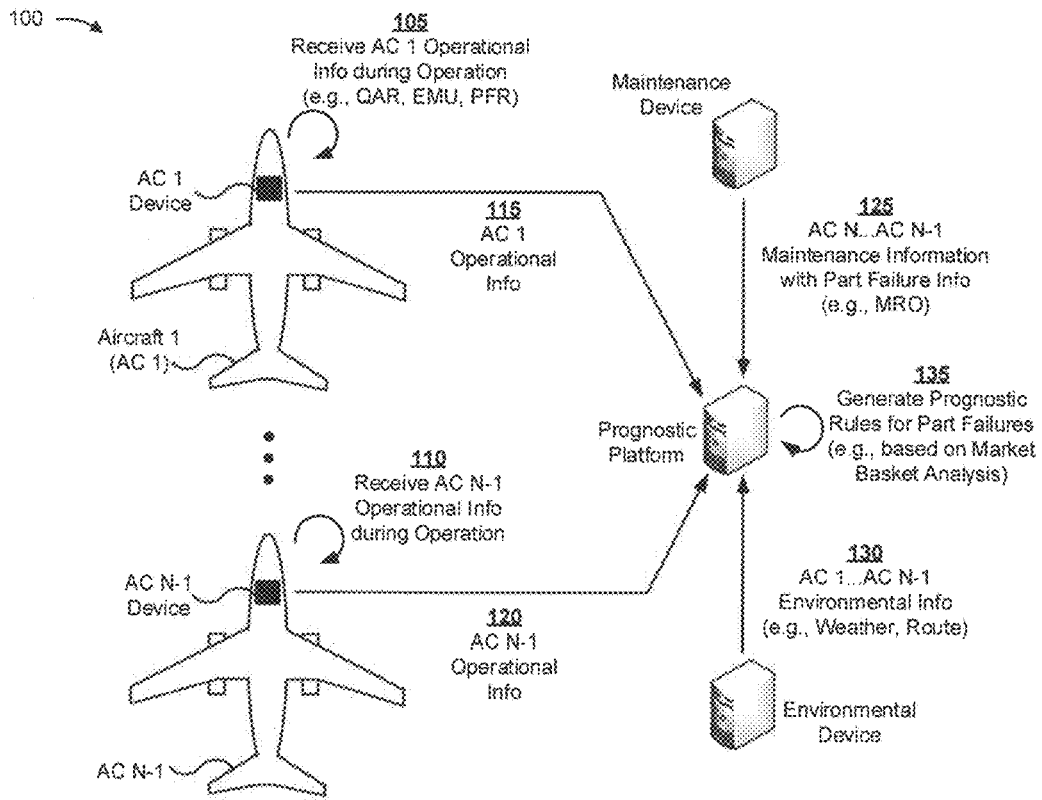 100
105
Receive AC 1 Operational
Info during Operation
(e.g., QAR, EMU, PFR)
Maintenance
Device
AC 1
Device
115
AC 1
Operational
Info
125
AC N...AC N-1
Maintenance Information
with Part Failure Info
(e.g., MRO)
Aircraft 1
(AC 1)
135
Generate Prognostic
Rules for Part Failures
(e.g., based on Market
Basket Analysis)
Prognostic
Platform
110
Receive AC N-1
Operational Info
during Operation
AC N-1
Device
120
AC N-1
Operational
Info
130
AC 1...AC N-1
Environmental Info
(e.g., Weather, Route)
Environmental
Device
AC N-1